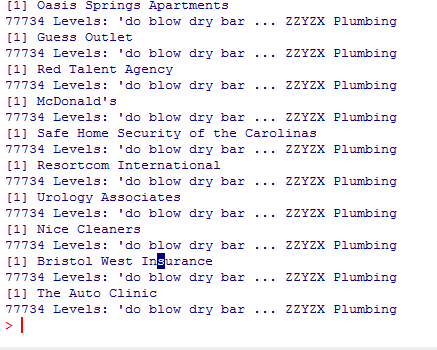 [1] Oasis Springs Apartments
77734 Levels: 'do blow dry bar ... ZZYZX Plumbing
[1] Guess Outlet
77734 Levels: 'do blow dry bar ... ZZYZX Plumbing
[1] Red Talent Agency
77734 Levels: 'do blow dry bar ... ZZYZX Plumbing
[1] McDonald's
77734 Levels: 'do blow dry bar ... ZZYZX Plumbing
[1] Safe Home Security of the Carolinas
77734 Levels: 'do blow dry bar ... ZZYZX Plumbing
[1] Resortcom International
77734 Levels: 'do blow dry bar ... ZZYZX Plumbing
[1] Urology Associates
77734 Levels: 'do blow dry bar ... ZZYZX Plumbing
[1] Nice Cleaners
77734 Levels: 'do blow dry bar ... ZZYZX Plumbing
[1] Bristol West Insurance
77734 Levels: 'do blow dry bar ... ZZYZX Plumbing
[1] The Auto Clinic
77734 Levels: 'do blow dry bar ... ZZYZX Plumbing
>